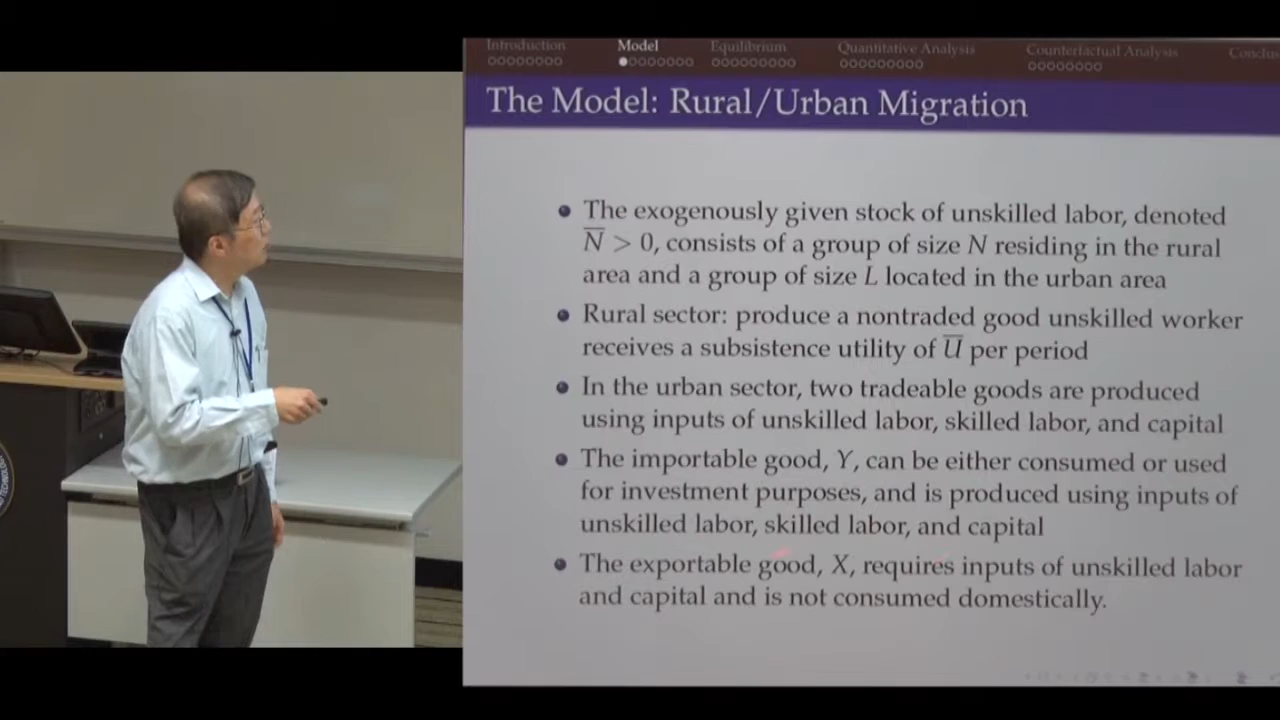 Introduction Model Equilibrium Quantitative Analysis Counterfactual Analysis
The Model: Rural/Urban Migration
The exogenously given stock of unskilled labor, denoted
N̅ > 0, consists of a group of size N residing in the rural
area and a group of size L located in the urban area
Rural sector: produce a nontraded good unskilled worker
receives a subsistence utility of U̅ per period
In the urban sector, two tradeable goods are produced
using inputs of unskilled labor, skilled labor, and capital
The importable good, Y, can be either consumed or used
for investment purposes, and is produced using inputs of
unskilled labor, skilled labor, and capital
The exportable good, X, requires inputs of unskilled labor
and capital and is not consumed domestically.